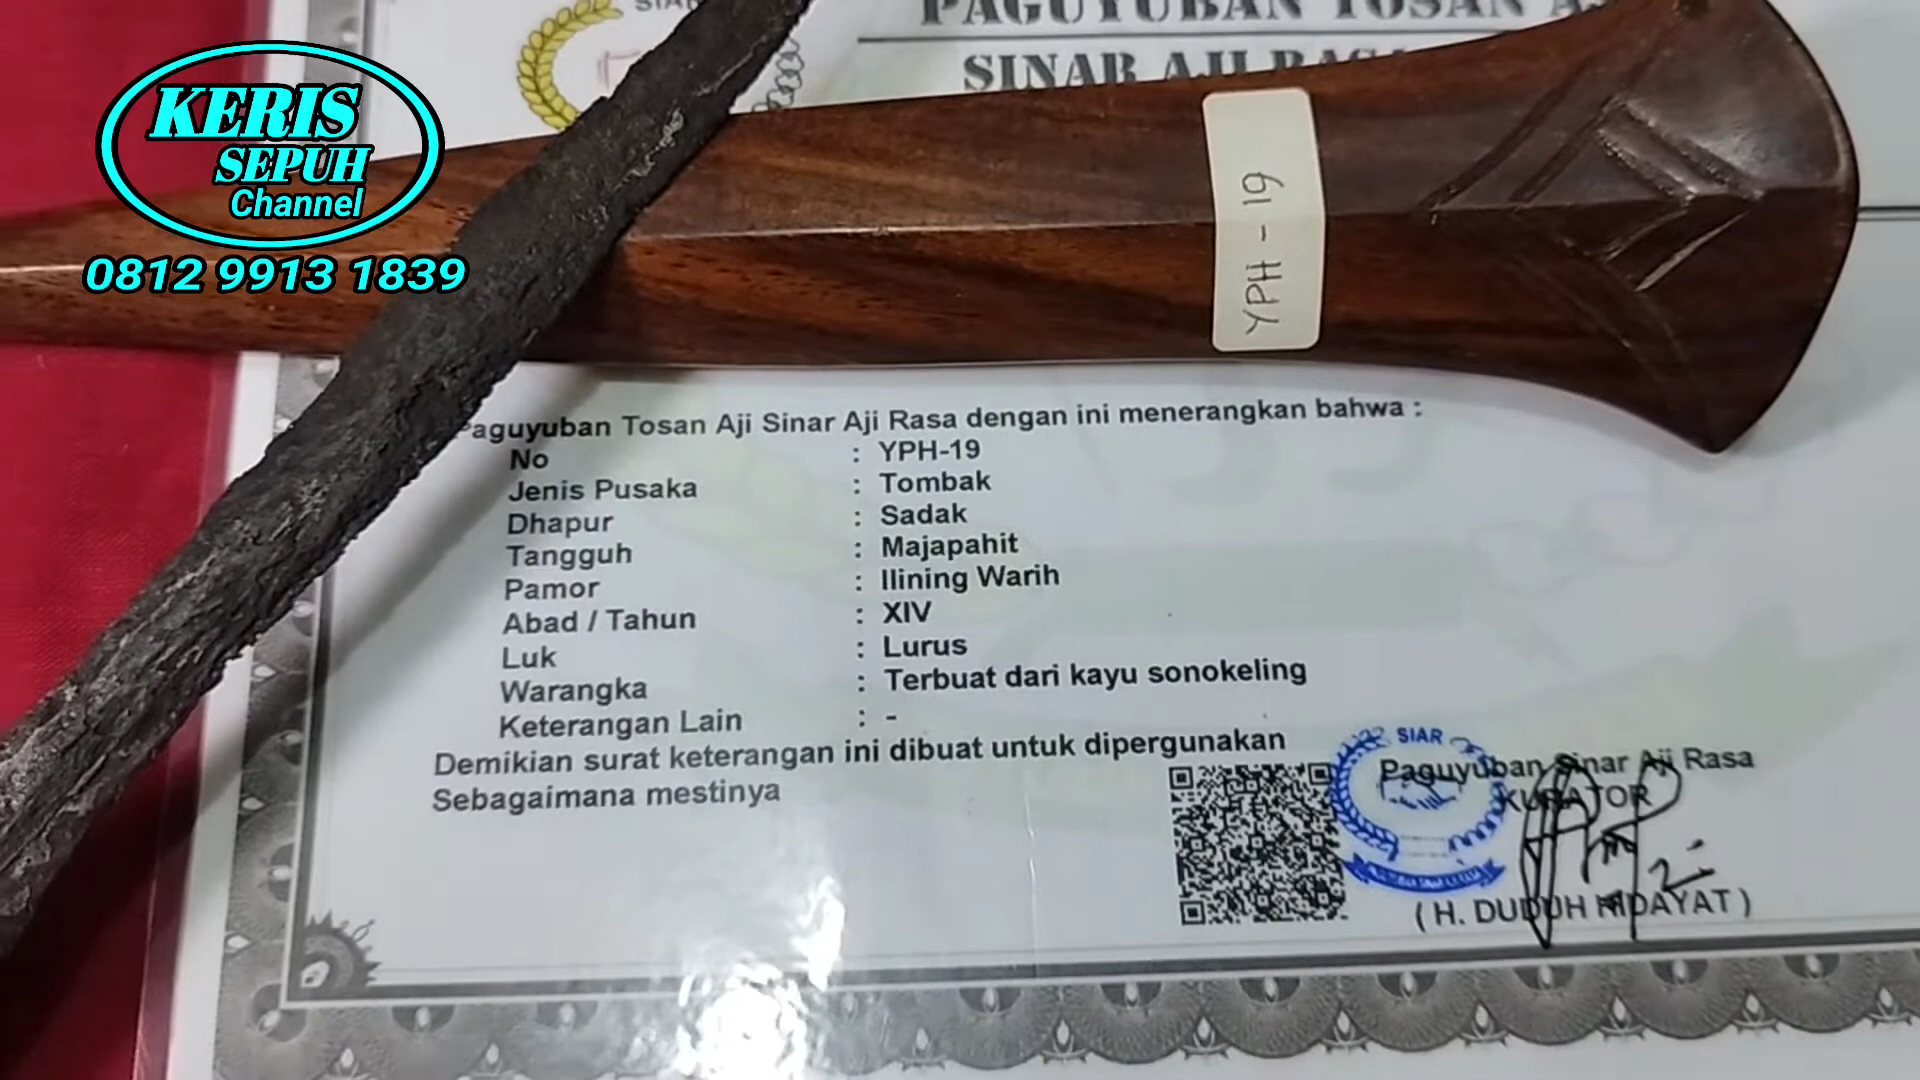 KERIS
SEPUH
Channel
0812 9913 1839
PAGUYUBAN TOSAN
SINAR AJI
YPH - 19
Paguyuban Tosan Aji Sinar Aji Rasa dengan ini menerangkan bahwa :
No : YPH-19
Jenis Pusaka : Tombak
Dhapur : Sadak
Tangguh : Majapahit
Pamor : Ilining Warih
Abad / Tahun : XIV
Luk : Lurus
Warangka : Terbuat dari kayu sonokeling
Keterangan Lain : -
Demikian surat keterangan ini dibuat untuk dipergunakan
Sebagaimana mestinya
SIAR
Paguyuban Sinar Aji Rasa
KURATOR
( H. DUDUH HIDAYAT )